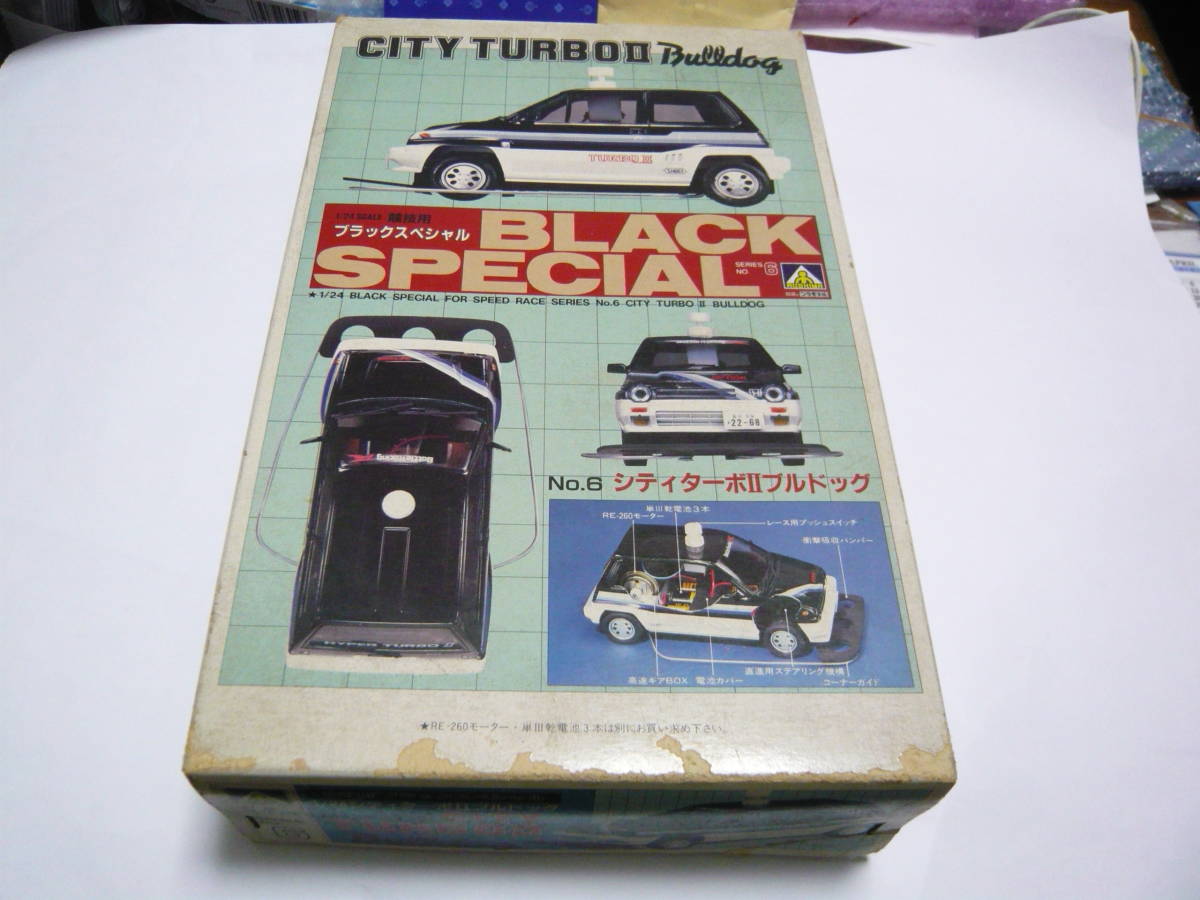 CITY TURBOII Bulldog
TURBO II
1/24 SCALE 競技用
ブラックスペシャル
BLACK
SPECIAL
SERIES
NO. 6
★1/24 BLACK SPECIAL FOR SPEED RACE SERIES No.6 CITY TURBO II BULLDOG
22-68
No.6 シティターボIIブルドッグ
単III乾電池3本
RE-260モーター
レース用プッシュスイッチ
衝撃吸収バンパー
高速ギアBOX
電池カバー
直進用ステアリング機構
コーナーガイド
HYPER TURBO II
★RE-260モーター・単III乾電池3本は別にお買い求め下さい。